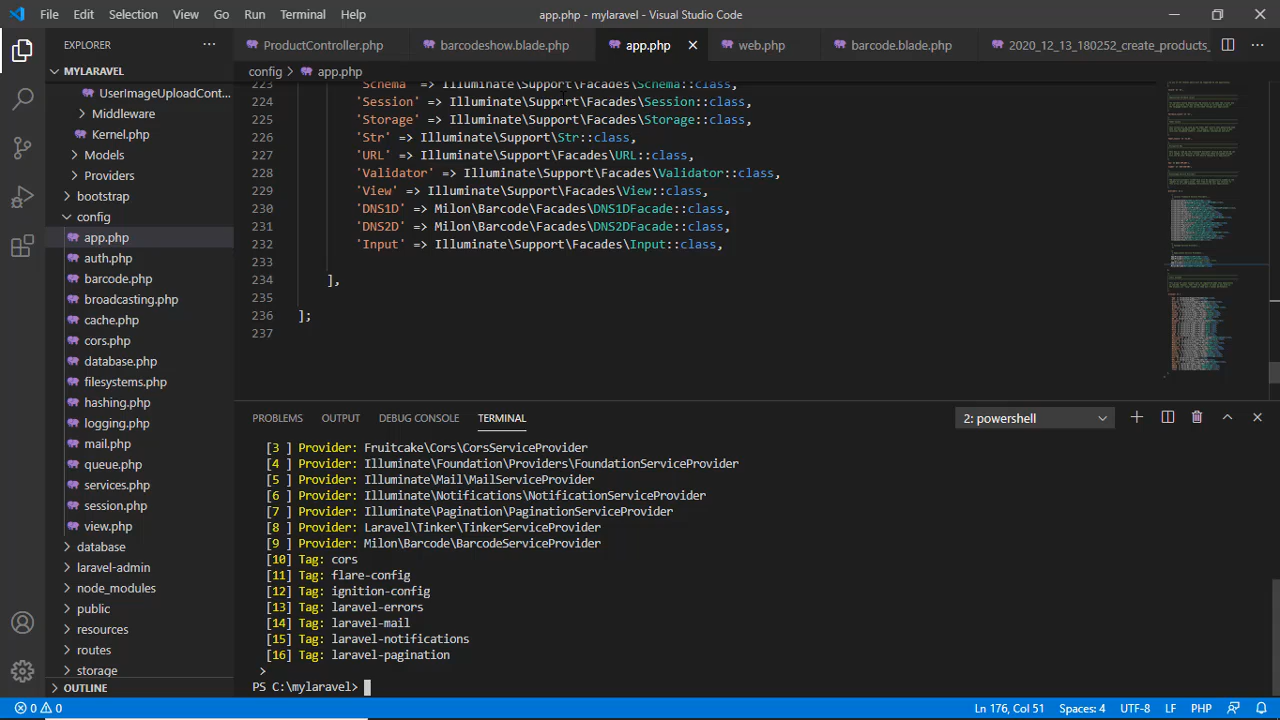 File Edit Selection View Go Run Terminal Help app.php - mylaravel - Visual Studio Code
EXPLORER
ProductController.php barcodeshow.blade.php app.php web.php barcode.blade.php 2020_12_13_180252_create_products_
MYLARAVEL
config > app.php
UserImageUploadCont...
Middleware
Kernel.php
Models
Providers
bootstrap
config
app.php
auth.php
barcode.php
broadcasting.php
cache.php
cors.php
database.php
filesystems.php
hashing.php
logging.php
mail.php
queue.php
services.php
session.php
view.php
database
laravel-admin
node_modules
public
resources
routes
storage
OUTLINE
223 'Schema' => Illuminate\Support\Facades\Schema::class,
224 'Session' => Illuminate\Support\Facades\Session::class,
225 'Storage' => Illuminate\Support\Facades\Storage::class,
226 'Str' => Illuminate\Support\Str::class,
227 'URL' => Illuminate\Support\Facades\URL::class,
228 'Validator' => Illuminate\Support\Facades\Validator::class,
229 'View' => Illuminate\Support\Facades\View::class,
230 'DNS1D' => Milon\Barcode\Facades\DNS1DFacade::class,
231 'DNS2D' => Milon\Barcode\Facades\DNS2DFacade::class,
232 'Input' => Illuminate\Support\Facades\Input::class,
233
234 ],
235
236 ];
237
PROBLEMS OUTPUT DEBUG CONSOLE TERMINAL 2: powershell
[3 ] Provider: Fruitcake\Cors\CorsServiceProvider
[4 ] Provider: Illuminate\Foundation\Providers\FoundationServiceProvider
[5 ] Provider: Illuminate\Mail\MailServiceProvider
[6 ] Provider: Illuminate\Notifications\NotificationServiceProvider
[7 ] Provider: Illuminate\Pagination\PaginationServiceProvider
[8 ] Provider: Laravel\Tinker\TinkerServiceProvider
[9 ] Provider: Milon\Barcode\BarcodeServiceProvider
[10] Tag: cors
[11] Tag: flare-config
[12] Tag: ignition-config
[13] Tag: laravel-errors
[14] Tag: laravel-mail
[15] Tag: laravel-notifications
[16] Tag: laravel-pagination
>
PS C:\mylaravel>
0 0 Ln 176, Col 51 Spaces: 4 UTF-8 LF PHP